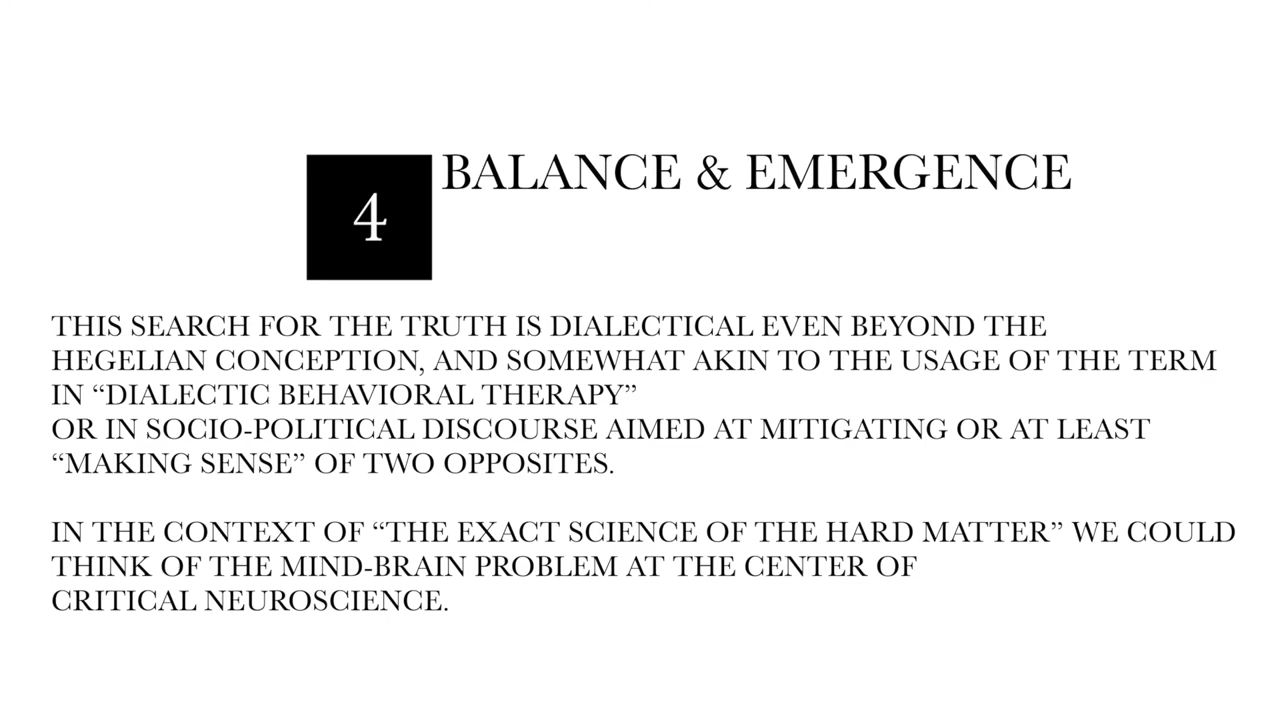 4
BALANCE & EMERGENCE
THIS SEARCH FOR THE TRUTH IS DIALECTICAL EVEN BEYOND THE
HEGELIAN CONCEPTION, AND SOMEWHAT AKIN TO THE USAGE OF THE TERM
IN “DIALECTIC BEHAVIORAL THERAPY”
OR IN SOCIO-POLITICAL DISCOURSE AIMED AT MITIGATING OR AT LEAST
“MAKING SENSE” OF TWO OPPOSITES.
IN THE CONTEXT OF “THE EXACT SCIENCE OF THE HARD MATTER” WE COULD
THINK OF THE MIND-BRAIN PROBLEM AT THE CENTER OF
CRITICAL NEUROSCIENCE.